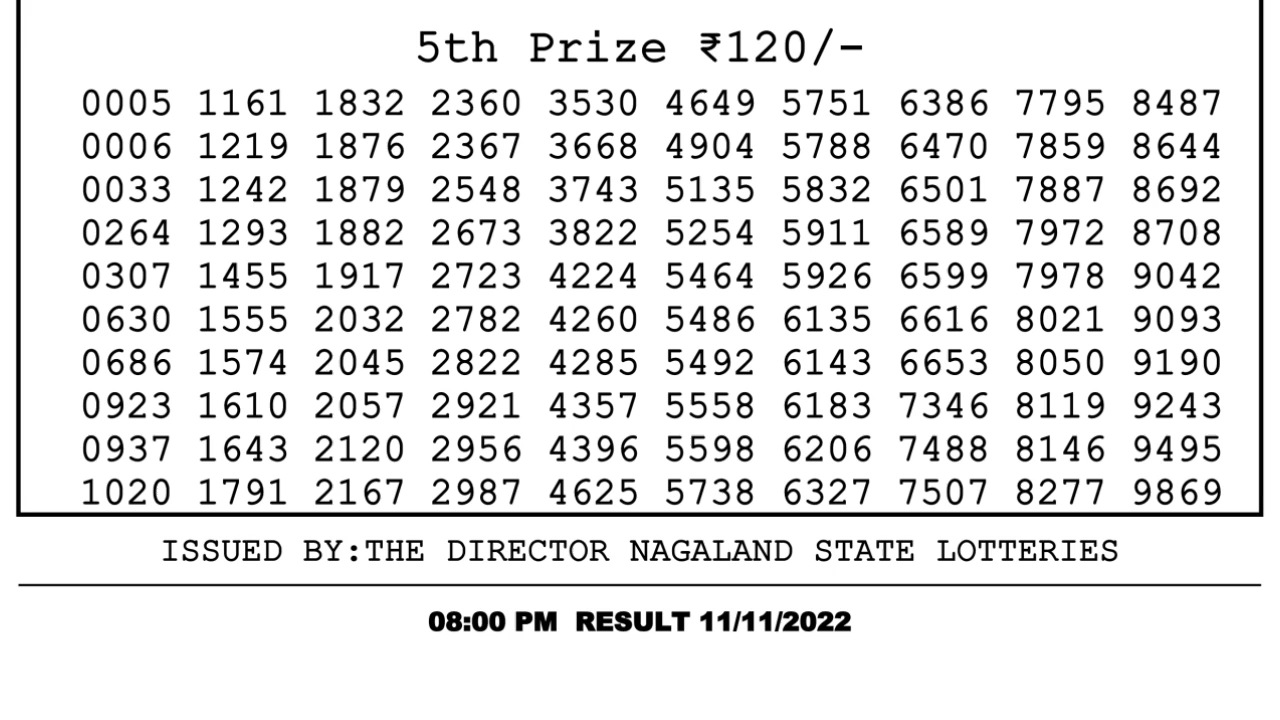 5th Prize ₹120/-
0005 1161 1832 2360 3530 4649 5751 6386 7795 8487
0006 1219 1876 2367 3668 4904 5788 6470 7859 8644
0033 1242 1879 2548 3743 5135 5832 6501 7887 8692
0264 1293 1882 2673 3822 5254 5911 6589 7972 8708
0307 1455 1917 2723 4224 5464 5926 6599 7978 9042
0630 1555 2032 2782 4260 5486 6135 6616 8021 9093
0686 1574 2045 2822 4285 5492 6143 6653 8050 9190
0923 1610 2057 2921 4357 5558 6183 7346 8119 9243
0937 1643 2120 2956 4396 5598 6206 7488 8146 9495
1020 1791 2167 2987 4625 5738 6327 7507 8277 9869
ISSUED BY:THE DIRECTOR NAGALAND STATE LOTTERIES
08:00 PM RESULT 11/11/2022